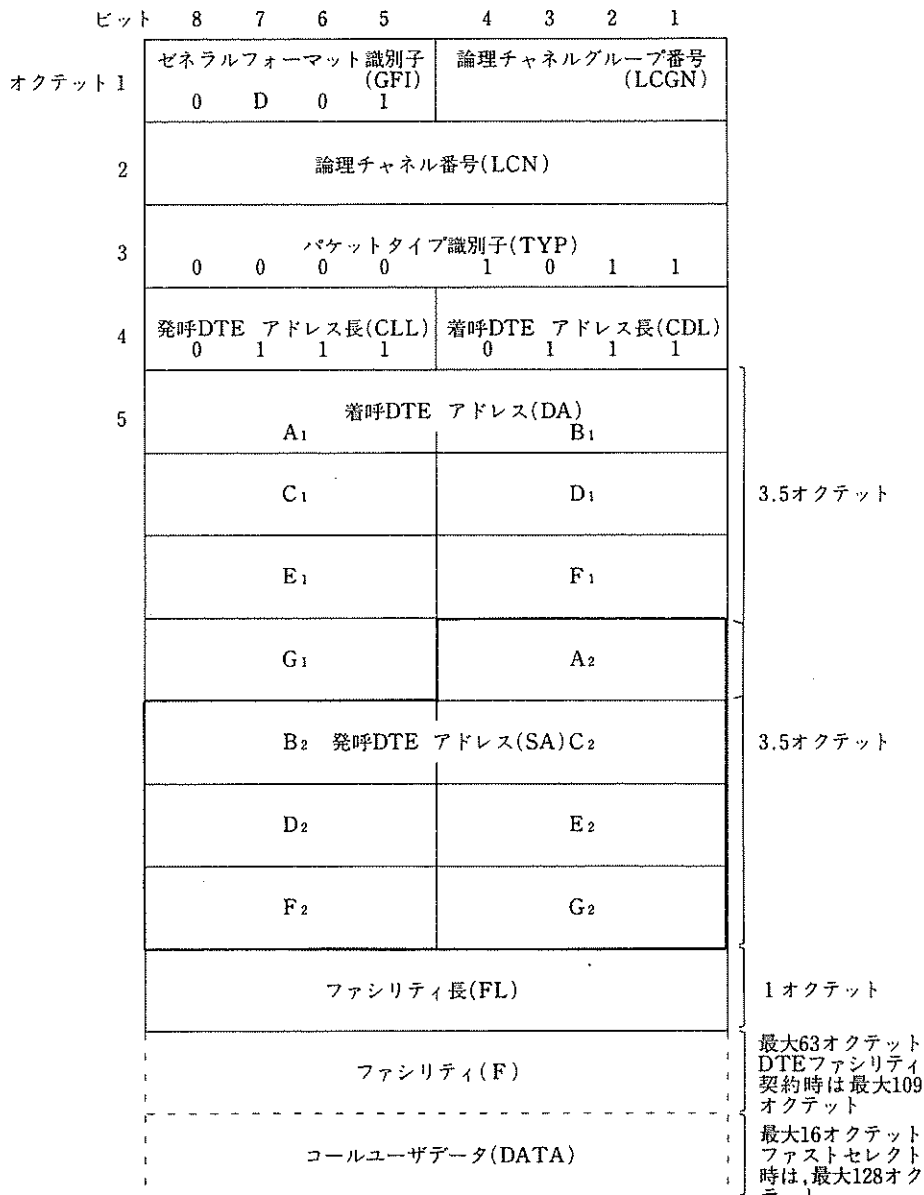 ビット 8 7 6 5 4 3 2 1
オクテット1
ゼネラルフォーマット識別子
(GFI)
0 D 0 1
論理チャネルグループ番号
(LCGN)
2
論理チャネル番号(LCN)
3
パケットタイプ識別子(TYP)
0 0 0 0 1 0 1 1
4
発呼DTE アドレス長(CLL)
0 1 1 1
着呼DTE アドレス長(CDL)
0 1 1 1
5
着呼DTE アドレス(DA)
A1 B1
C1 D1
3.5オクテット
E1 F1
G1 A2
B2 発呼DTE アドレス(SA)C2
3.5オクテット
D2 E2
F2 G2
ファシリティ長(FL)
1オクテット
ファシリティ(F)
最大63オクテット
DTEファシリティ
契約時は最大109
オクテット
コールユーザデータ(DATA)
最大16オクテット
ファストセレクト
時は,最大128オク